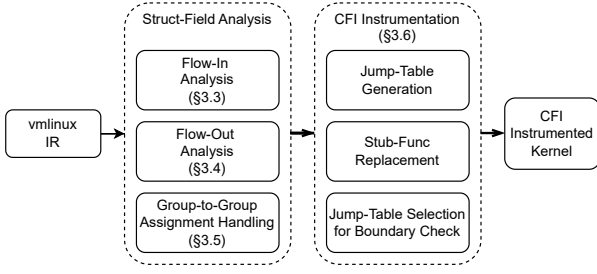 vmlinux
IR
Struct-Field Analysis
Flow-In
Analysis
(§3.3)
Flow-Out
Analysis
(§3.4)
Group-to-Group
Assignment Handling
(§3.5)
CFI Instrumentation
(§3.6)
Jump-Table
Generation
Stub-Func
Replacement
Jump-Table Selection
for Boundary Check
CFI
Instrumented
Kernel